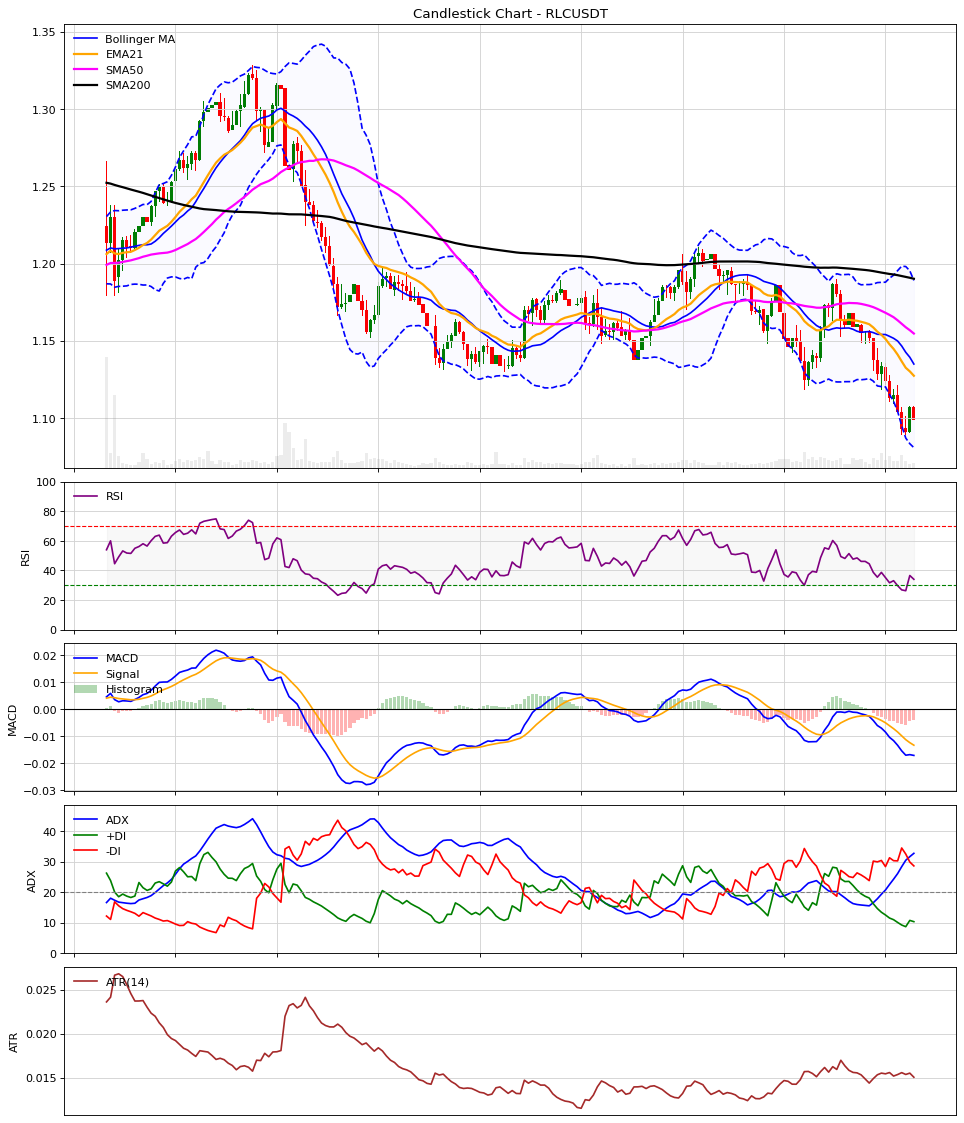 Candlestick Chart - RLCUSDT
1.35
1.30
1.25
1.20
1.15
1.10
Bollinger MA
EMA21
SMA50
SMA200
100
80
60
40
20
0
RSI
RSI
0.02
0.01
0.00
−0.01
−0.02
−0.03
MACD
MACD
Signal
Histogram
40
30
20
10
0
ADX
ADX
+DI
-DI
0.025
0.020
0.015
ATR
ATR(14)